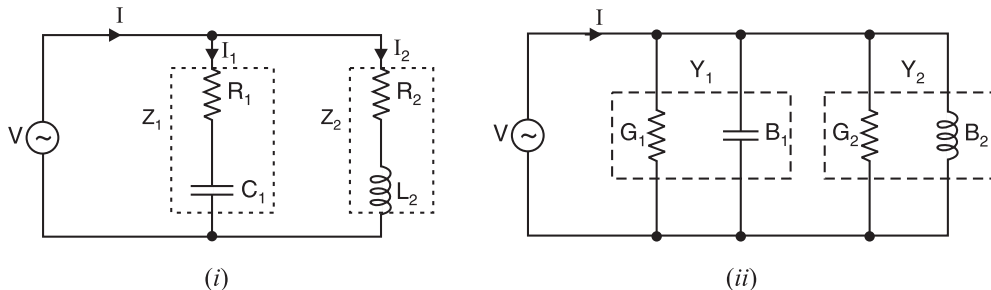 I
I
I₁
I₂
Y₁
Y₂
R₁
R₂
Z₁
Z₂
V
V
G₁
B₁
G₂
B₂
C₁
L₂
(i)
(ii)